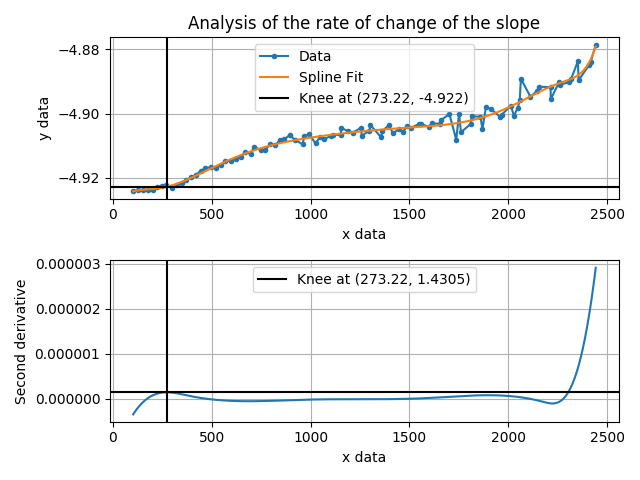 Analysis of the rate of change of the slope
−4.88
−4.90
−4.92
y data
Data
Spline Fit
Knee at (273.22, -4.922)
0 500 1000 1500 2000 2500
x data
0.000003
0.000002
0.000001
0.000000
Second derivative
Knee at (273.22, 1.4305)
0 500 1000 1500 2000 2500
x data